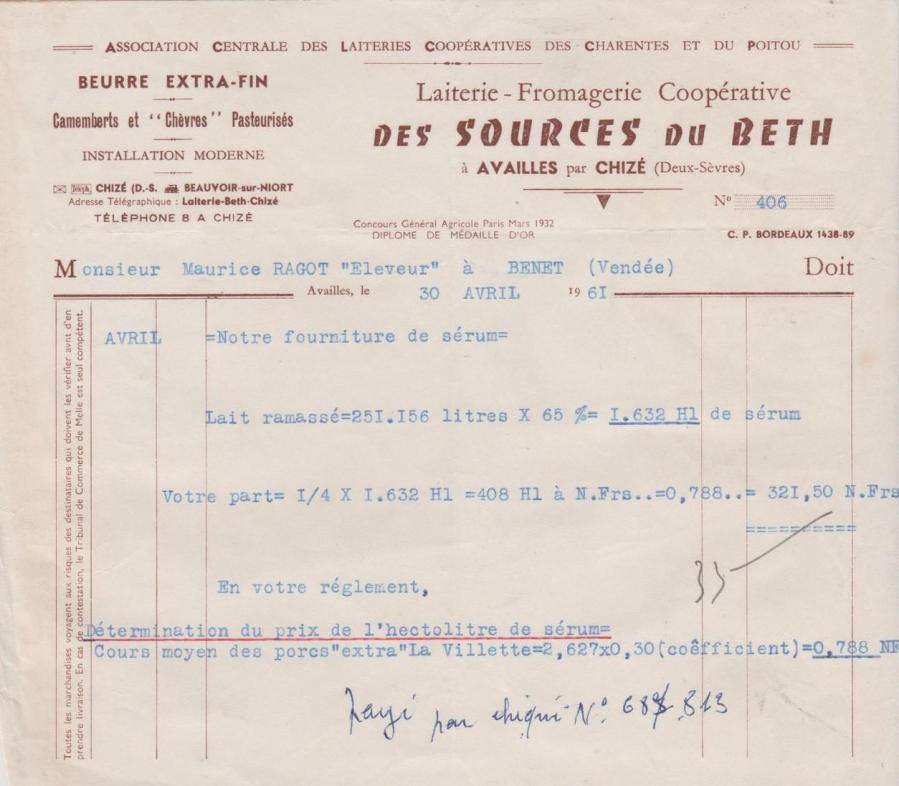 ASSOCIATION CENTRALE DES LAITERIES COOPÉRATIVES DES CHARENTES ET DU POITOU
BEURRE EXTRA-FIN
Camemberts et "Chèvres" Pasteurisés
INSTALLATION MODERNE
Téléph. CHIZÉ (D.-S. BEAUVOIR-sur-NIORT
Adresse Télégraphique : Laiterie-Beth-Chizé
TÉLÉPHONE 8 A CHIZÉ
Laiterie - Fromagerie Coopérative
DES SOURCES DU BETH
à AVAILLES par CHIZÉ (Deux-Sèvres)
N° 406
Concours Général Agricole Paris Mars 1932
DIPLOME DE MÉDAILLE D'OR
C. P. BORDEAUX 1438-89
Monsieur Maurice RAGOT "Eleveur" à BENET (Vendée) Doit
Availles, le 30 AVRIL 1961
AVRIL =Notre fourniture de sérum=
Lait ramassé=25I.I56 litres X 65 %= I.632 Hl de sérum
Votre part= I/4 X I.632 Hl =408 Hl à N.Frs..=0,788..= 32I,50 N.Frs
==========
33
En votre réglement,
Détermination du prix de l'hectolitre de sérum=
Cours moyen des porcs"extra"La Villette=2,627x0,30(coêfficient)=0,788 NF
par N°
Toutes les marchandises voyagent aux risques des destinataires qui doivent les vérifier avnt d'en
prendre livraison. En cas de contestation, le Tribunal de Commerce de Melle est seul compétent.